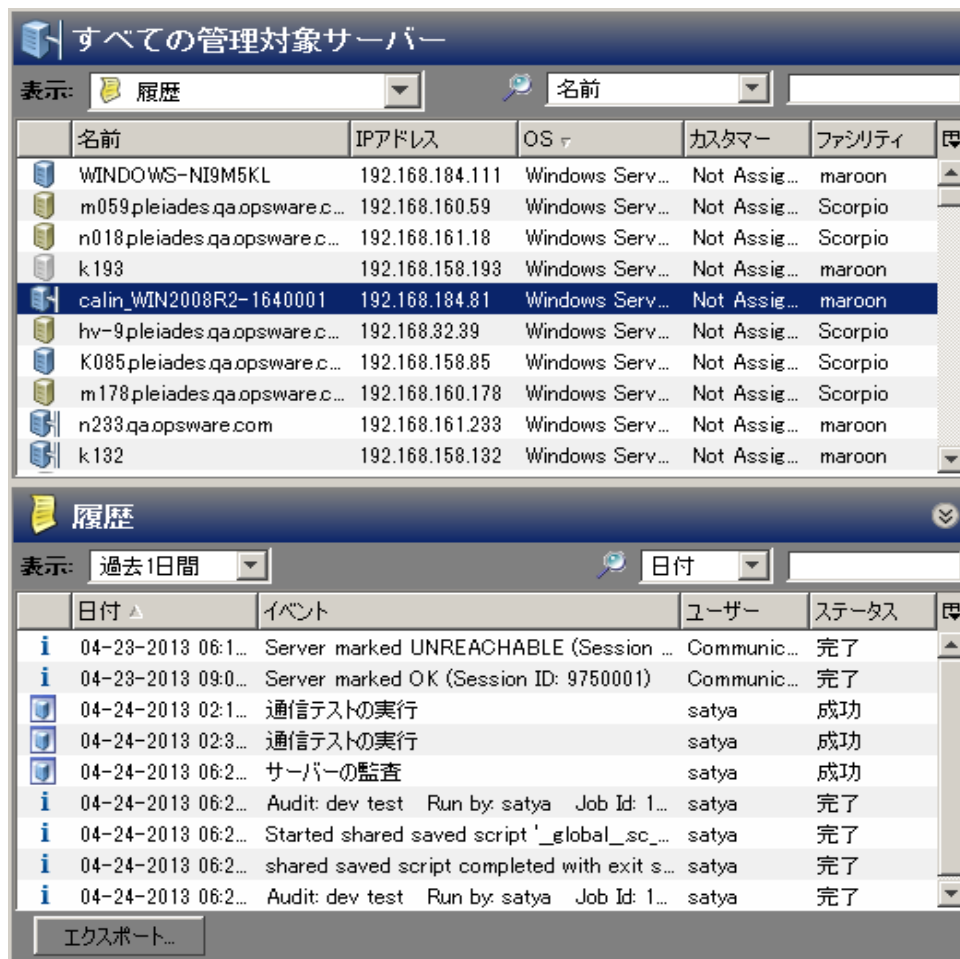 すべての管理対象サーバー
表示: 履歴 名前
名前 IPアドレス OS カスタマー ファシリティ
WINDOWS-NI9M5KL 192.168.184.111 Windows Serv... Not Assig... maroon
m059.pleiades.qa.opsware.c... 192.168.160.59 Windows Serv... Not Assig... Scorpio
n018.pleiades.qa.opsware.c... 192.168.161.18 Windows Serv... Not Assig... Scorpio
k193 192.168.158.193 Windows Serv... Not Assig... maroon
calin_WIN2008R2-1640001 192.168.184.81 Windows Serv... Not Assig... maroon
hv-9.pleiades.qa.opsware.c... 192.168.32.39 Windows Serv... Not Assig... Scorpio
K085.pleiades.qa.opsware.c... 192.168.158.85 Windows Serv... Not Assig... Scorpio
m178.pleiades.qa.opsware.c... 192.168.160.178 Windows Serv... Not Assig... Scorpio
n233.qa.opsware.com 192.168.161.233 Windows Serv... Not Assig... maroon
k132 192.168.158.132 Windows Serv... Not Assig... maroon
履歴
表示: 過去1日間 日付
日付 イベント ユーザー ステータス
04-23-2013 06:1... Server marked UNREACHABLE (Session ... Communic... 完了
04-23-2013 09:0... Server marked OK (Session ID: 9750001) Communic... 完了
04-24-2013 02:1... 通信テストの実行 satya 成功
04-24-2013 02:3... 通信テストの実行 satya 成功
04-24-2013 06:2... サーバーの監査 satya 成功
04-24-2013 06:2... Audit: dev test Run by: satya Job Id: 1... satya 完了
04-24-2013 06:2... Started shared saved script '_global__sc_... satya 完了
04-24-2013 06:2... shared saved script completed with exit s... satya 完了
04-24-2013 06:2... Audit: dev test Run by: satya Job Id: 1... satya 完了
エクスポート...